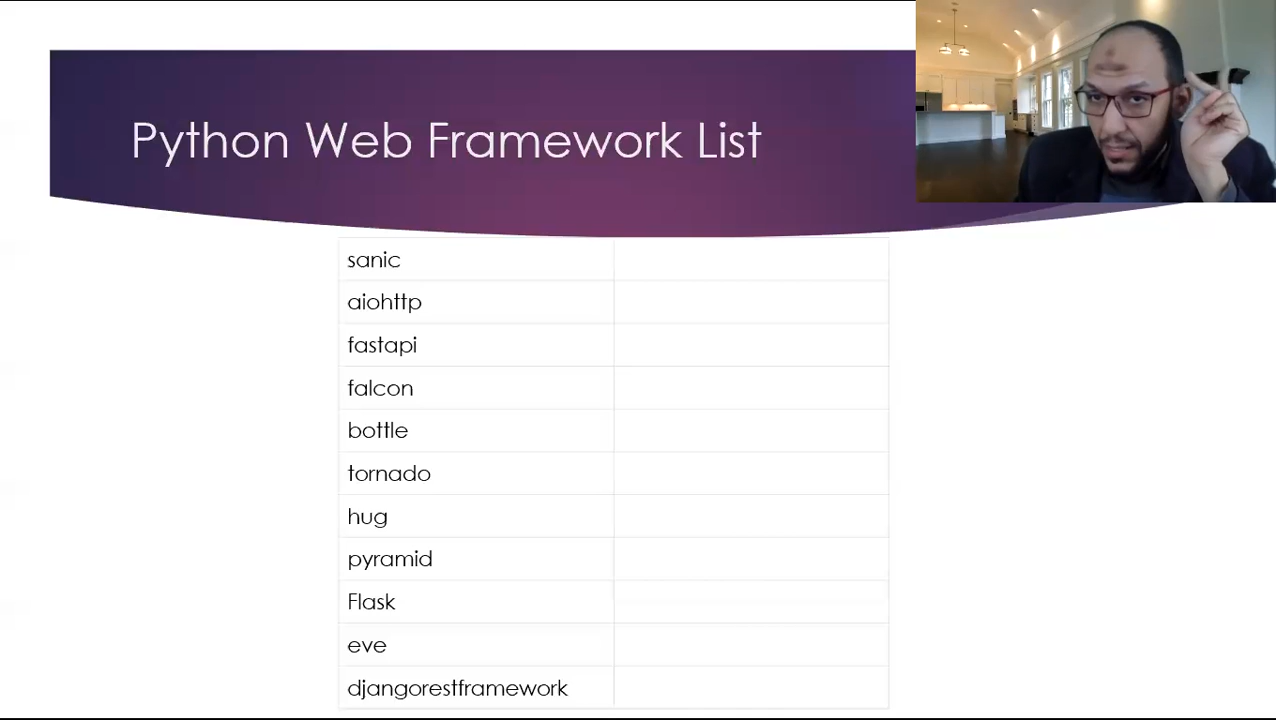 Python Web Framework List
sanic
aiohttp
fastapi
falcon
bottle
tornado
hug
pyramid
Flask
eve
djangorestframework